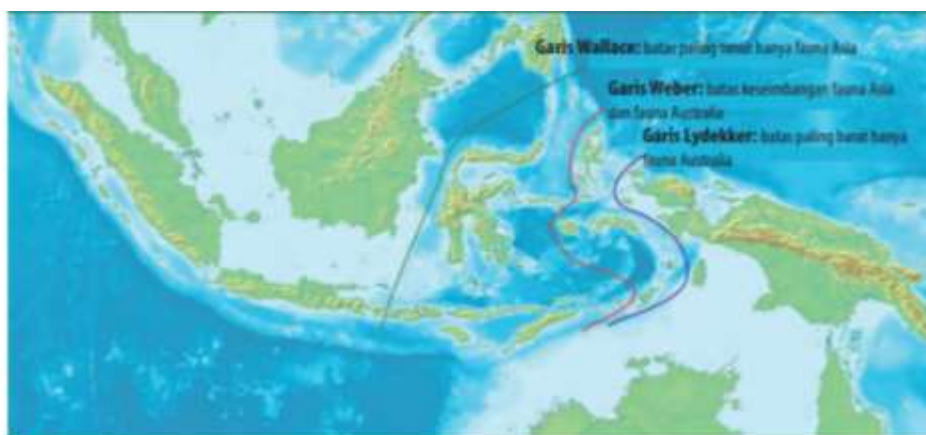 Garis Wallace: batas paling timur hanya fauna Asia
Garis Weber: batas keseimbangan fauna Asia
dan fauna Australia
Garis Lydekker: batas paling barat hanya
fauna Australia